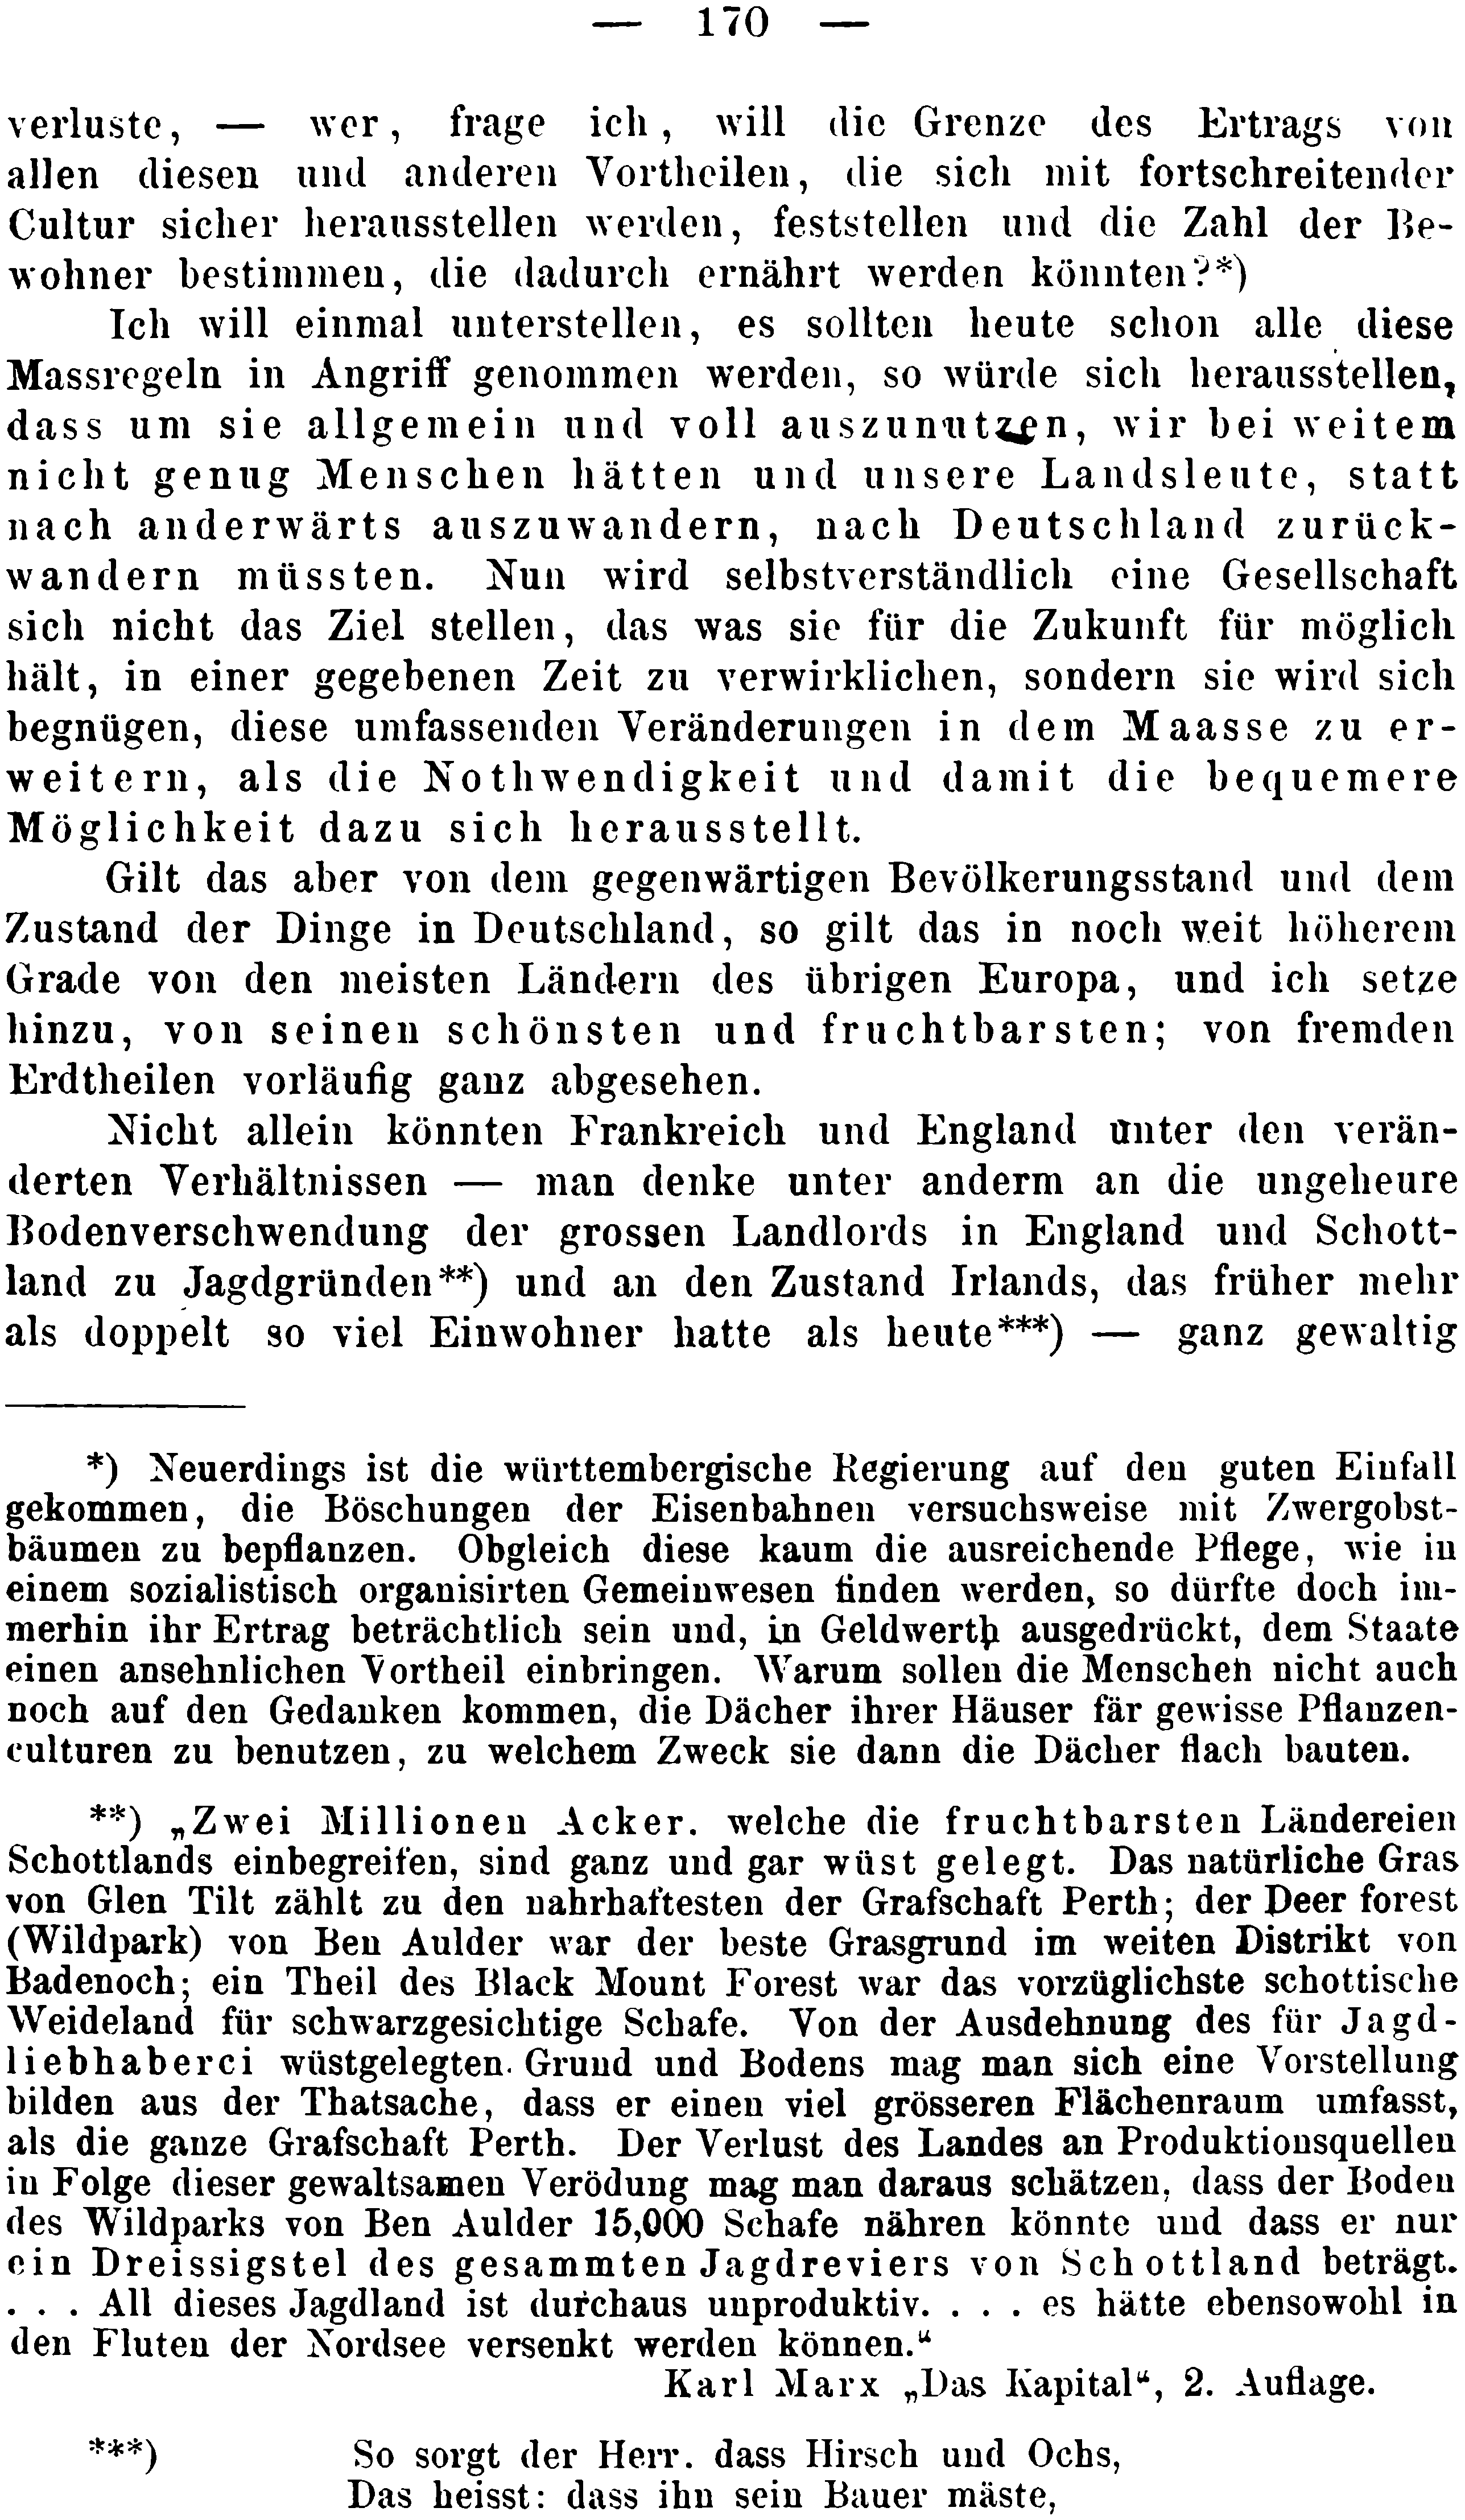 — 170 —
verluste, — wer, frage ich, will die Grenze des Ertrags von
allen diesen und anderen Vortheilen, die sich mit fortschreitender
Cultur sicher herausstellen werden, feststellen und die Zahl der Be-
wohner bestimmen, die dadurch ernährt werden könnten?*)
Ich will einmal unterstellen, es sollten heute schon alle diese
Massregeln in Angriff genommen werden, so würde sich herausstellen,
dass um sie allgemein und voll auszunutzen, wir bei weitem
nicht genug Menschen hätten und unsere Landsleute, statt
nach anderwärts auszuwandern, nach Deutschland zurück-
wandern müssten. Nun wird selbstverständlich eine Gesellschaft
sich nicht das Ziel stellen, das was sie für die Zukunft für möglich
hält, in einer gegebenen Zeit zu verwirklichen, sondern sie wird sich
begnügen, diese umfassenden Veränderungen in dem Maasse zu er-
weitern, als die Nothwendigkeit und damit die bequemere
Möglichkeit dazu sich herausstellt.
Gilt das aber von dem gegenwärtigen Bevölkerungsstand und dem
Zustand der Dinge in Deutschland, so gilt das in noch weit höherem
Grade von den meisten Ländern des übrigen Europa, und ich setze
hinzu, von seinen schönsten und fruchtbarsten; von fremden
Erdtheilen vorläufig ganz abgesehen.
Nicht allein könnten Frankreich und England unter den verän-
derten Verhältnissen — man denke unter anderm an die ungeheure
Bodenverschwendung der grossen Landlords in England und Schott-
land zu Jagdgründen**) und an den Zustand Irlands, das früher mehr
als doppelt so viel Einwohner hatte als heute***) — ganz gewaltig
*) Neuerdings ist die württembergische Regierung auf den guten Einfall
gekommen, die Böschungen der Eisenbahnen versuchsweise mit Zwergobst-
bäumen zu bepflanzen. Obgleich diese kaum die ausreichende Pflege, wie in
einem sozialistisch organisirten Gemeinwesen finden werden, so dürfte doch im-
merhin ihr Ertrag beträchtlich sein und, in Geldwerth ausgedrückt, dem Staate
einen ansehnlichen Vortheil einbringen. Warum sollen die Menschen nicht auch
noch auf den Gedanken kommen, die Dächer ihrer Häuser fär gewisse Pflanzen-
culturen zu benutzen, zu welchem Zweck sie dann die Dächer flach bauten.
**) „Zwei Millionen Acker. welche die fruchtbarsten Ländereien
Schottlands einbegreifen, sind ganz und gar wüst gelegt. Das natürliche Gras
von Glen Tilt zählt zu den nahrhaftesten der Grafschaft Perth; der Deer forest
(Wildpark) von Ben Aulder war der beste Grasgrund im weiten Distrikt von
Badenoch; ein Theil des Black Mount Forest war das vorzüglichste schottische
Weideland für schwarzgesichtige Schafe. Von der Ausdehnung des für Jagd-
liebhaberei wüstgelegten Grund und Bodens mag man sich eine Vorstellung
bilden aus der Thatsache, dass er einen viel grösseren Flächenraum umfasst,
als die ganze Grafschaft Perth. Der Verlust des Landes an Produktionsquellen
in Folge dieser gewaltsamen Verödung mag man daraus schätzen, dass der Boden
des Wildparks von Ben Aulder 15,000 Schafe nähren könnte und dass er nur
ein Dreissigstel des gesammten Jagdreviers von Schottland beträgt.
. . . All dieses Jagdland ist durchaus unproduktiv. . . . es hätte ebensowohl in
den Fluten der Nordsee versenkt werden können.“
Karl Marx „Das Kapital“, 2. Auflage.
***) So sorgt der Herr. dass Hirsch und Ochs,
Das heisst: dass ihn sein Bauer mäste,